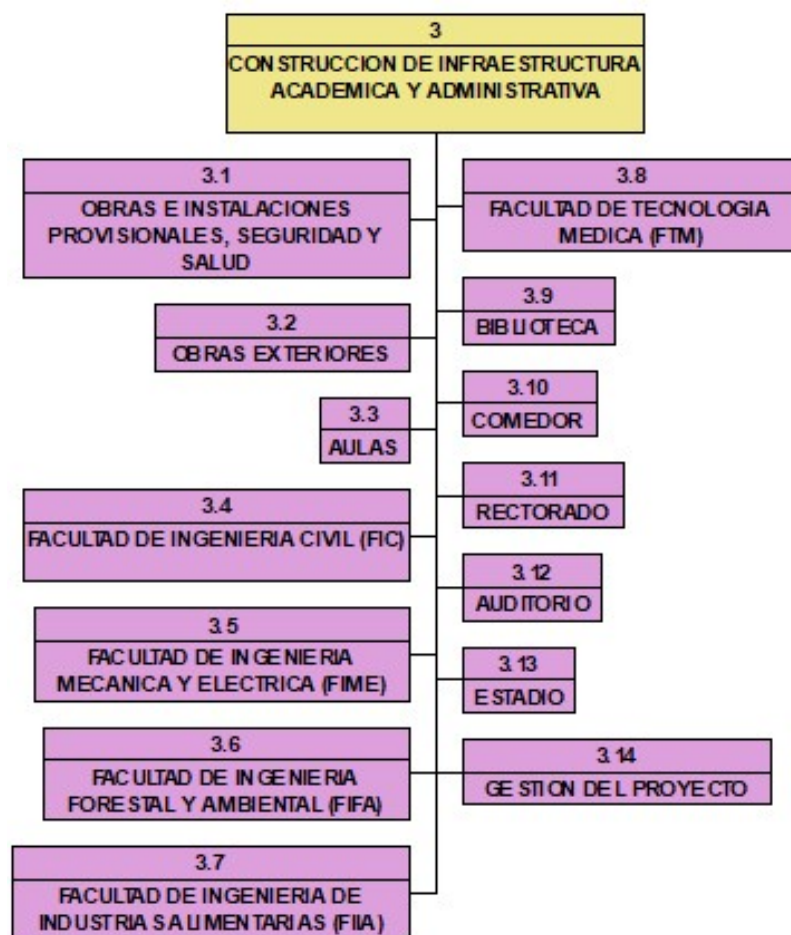 3
CONSTRUCCION DE INFRAESTRUCTURA
ACADEMICA Y ADMINISTRATIVA
3.1
OBRAS E INSTALACIONES
PROVISIONALES, SEGURIDAD Y
SALUD
3.2
OBRAS EXTERIORES
3.3
AULAS
3.4
FACULTAD DE INGENIERIA CIVIL (FIC)
3.5
FACULTAD DE INGENIERIA
MECANICA Y ELECTRICA (FIME)
3.6
FACULTAD DE INGENIERIA
FORESTAL Y AMBIENTAL (FIFA)
3.7
FACULTAD DE INGENIERIA DE
INDUSTRIAS ALIMENTARIAS (FIIA)
3.8
FACULTAD DE TECNOLOGIA
MEDICA (FTM)
3.9
BIBLIOTECA
3.10
COMEDOR
3.11
RECTORADO
3.12
AUDITORIO
3.13
ESTADIO
3.14
GESTION DEL PROYECTO